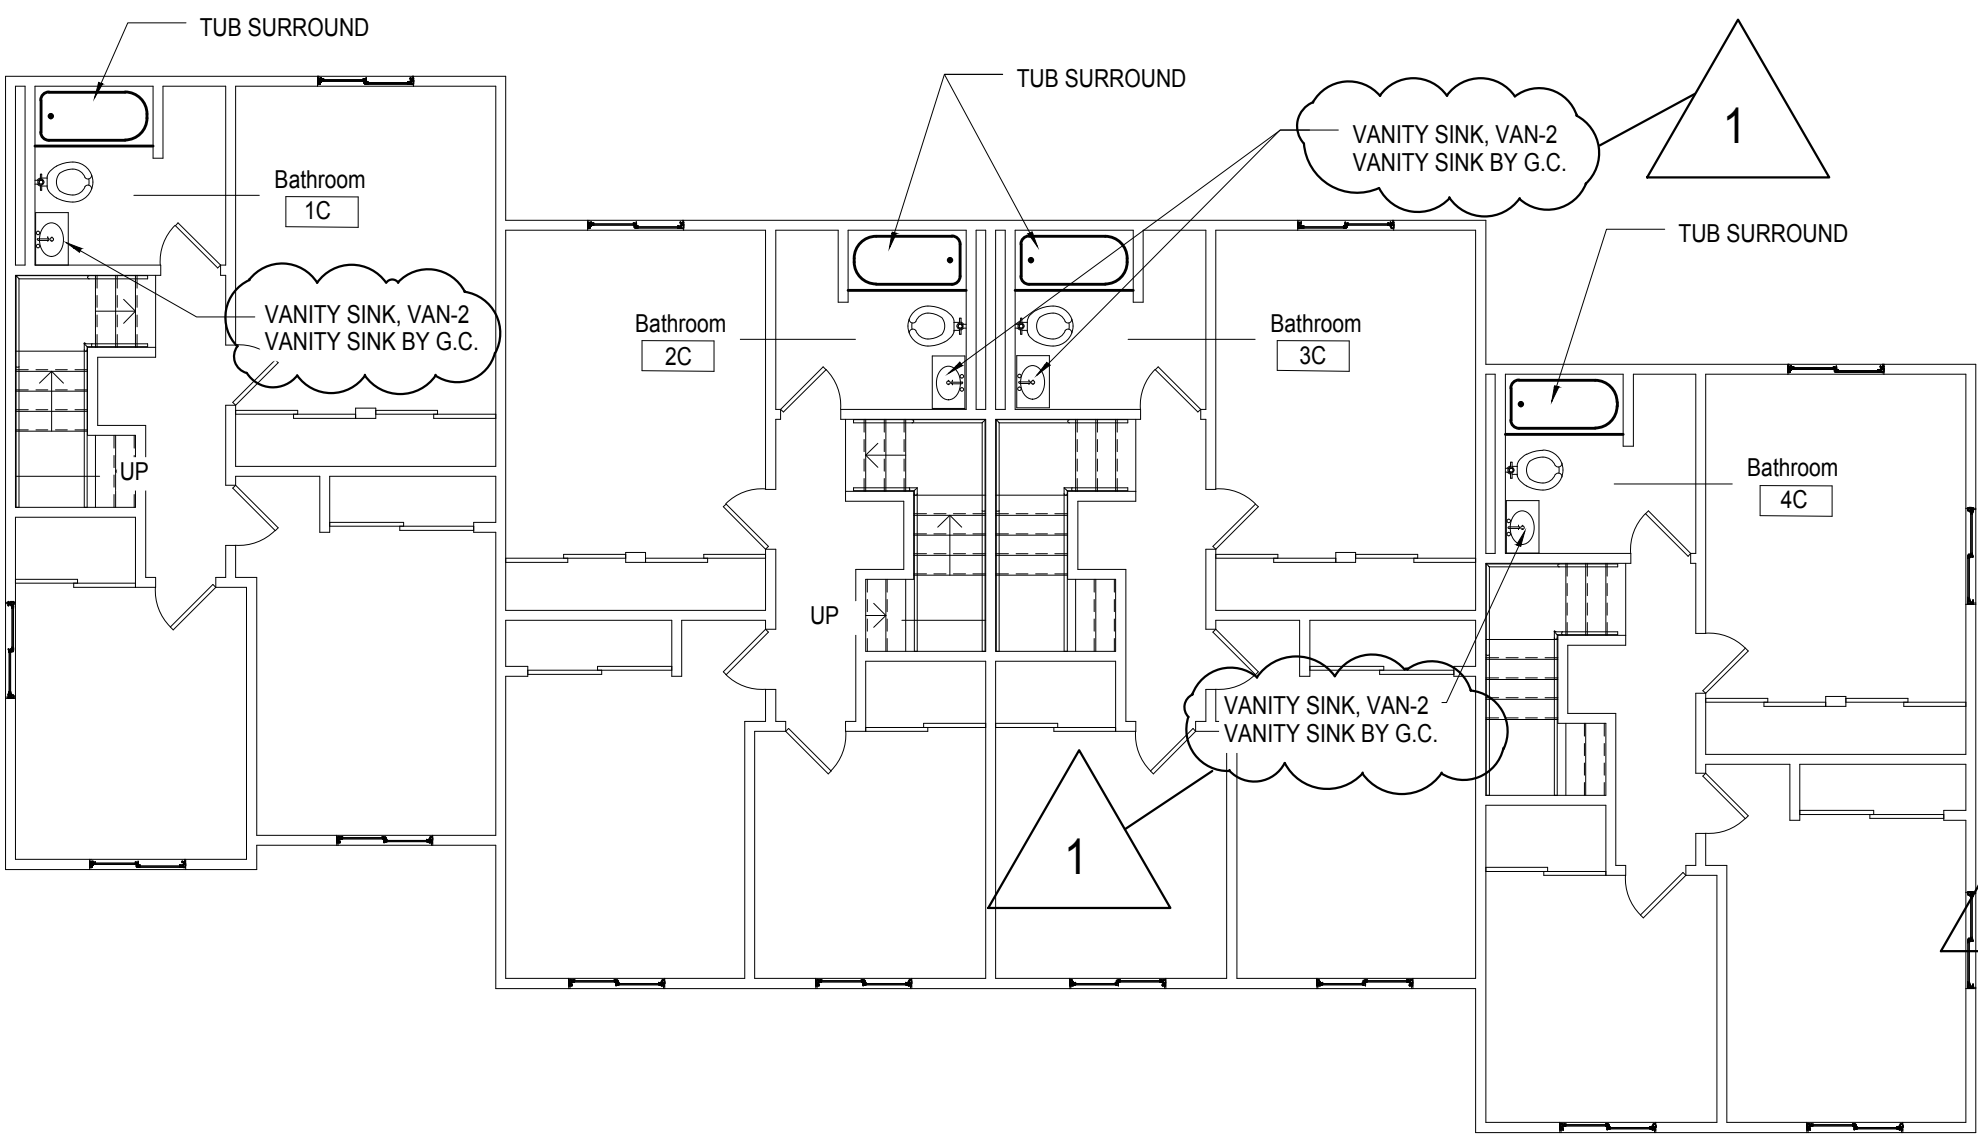 TUB SURROUND
TUB SURROUND
VANITY SINK, VAN-2
VANITY SINK BY G.C.
1
Bathroom
1C
TUB SURROUND
VANITY SINK, VAN-2
VANITY SINK BY G.C.
Bathroom
2C
Bathroom
3C
UP
Bathroom
4C
UP
VANITY SINK, VAN-2
VANITY SINK BY G.C.
1